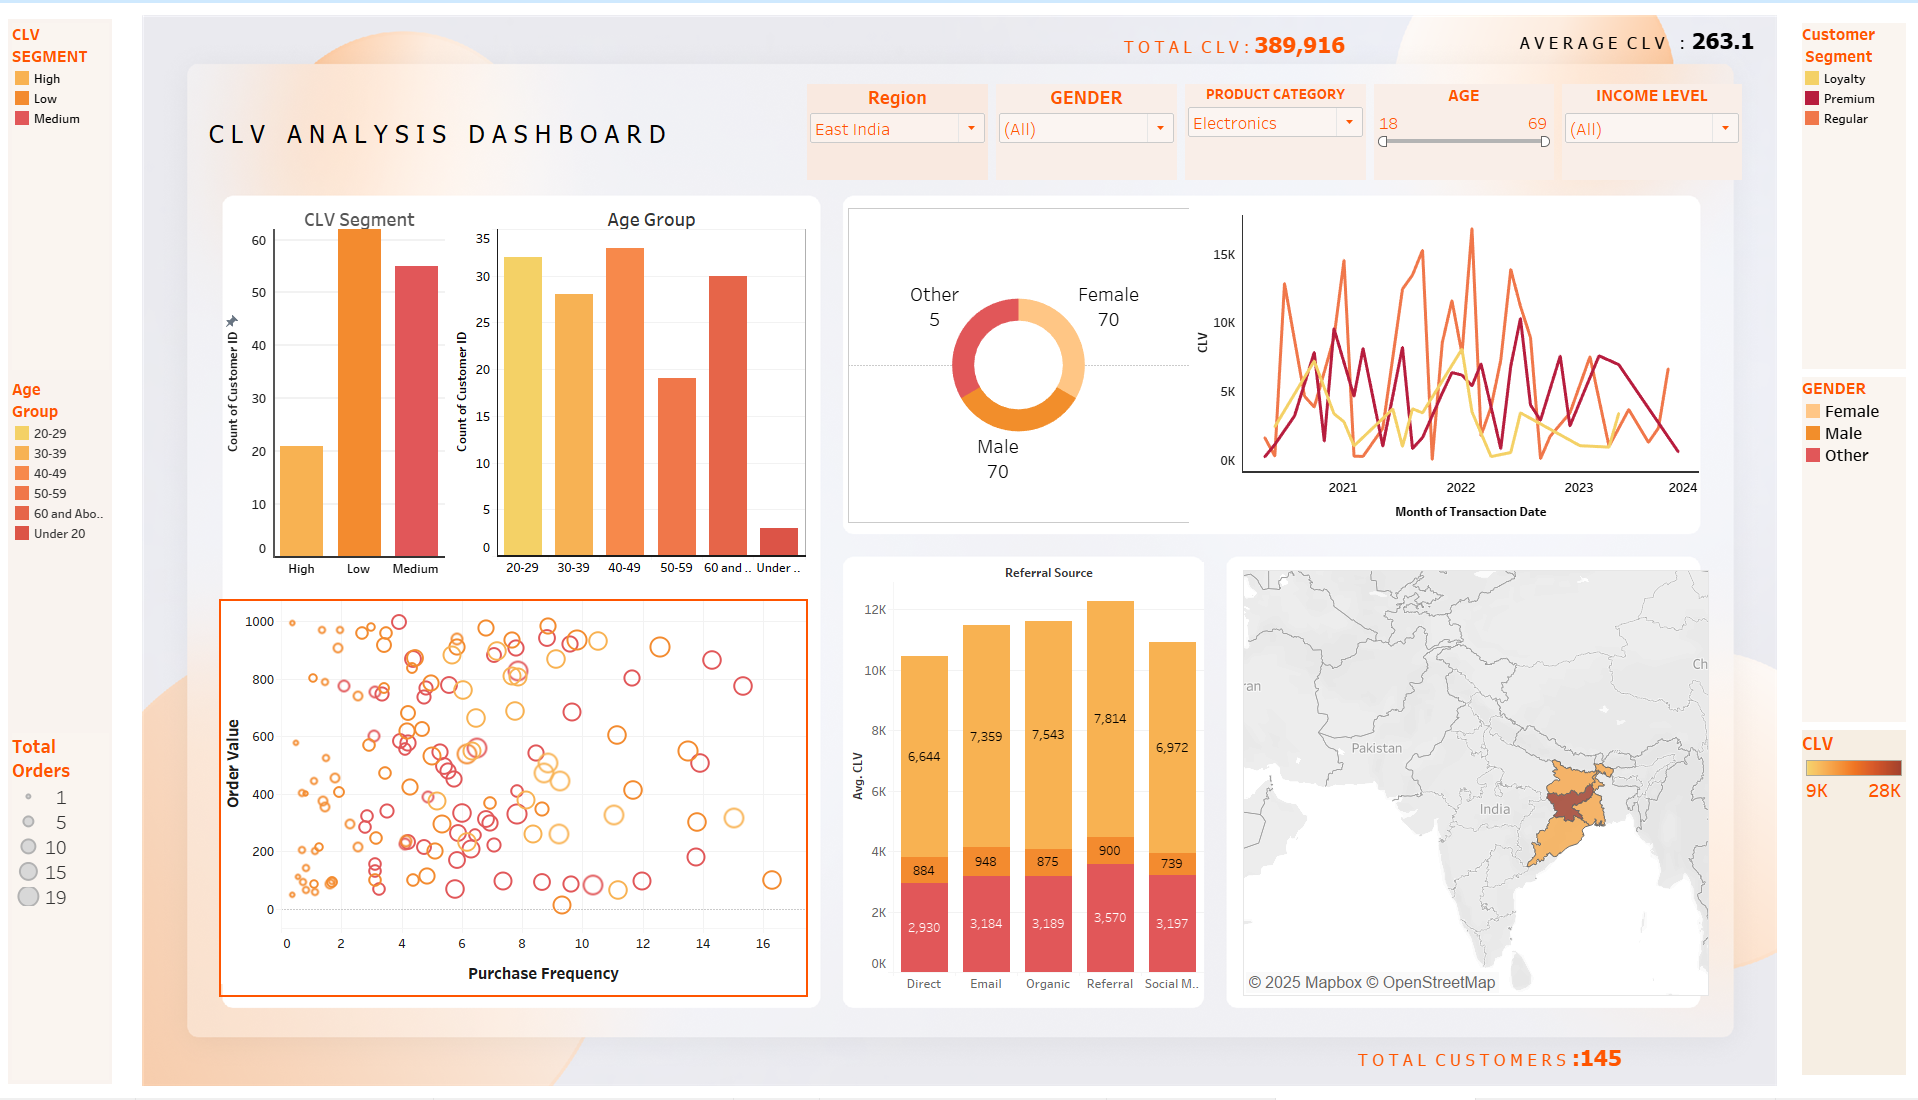 CLV
SEGMENT
High
Low
Medium
Age
Group
20-29
30-39
40-49
50-59
60 and Abo..
Under 20
Total
Orders
1
5
10
15
19
TOTAL CLV: 389,916
AVERAGE CLV : 263.1
CLV ANALYSIS DASHBOARD
Region
East India
GENDER
(All)
PRODUCT CATEGORY
Electronics
AGE
18 69
INCOME LEVEL
(All)
CLV Segment
Count of Customer ID
60
50
40
30
20
10
0
High Low Medium
Age Group
Count of Customer ID
35
30
25
20
15
10
5
0
20-29 30-39 40-49 50-59 60 and .. Under ..
Other
5
Female
70
Male
70
CLV
15K
10K
5K
0K
2021 2022 2023 2024
Month of Transaction Date
Order Value
1000
800
600
400
200
0
0 2 4 6 8 10 12 14 16
Purchase Frequency
Referral Source
Avg. CLV
12K
10K
8K
6K
4K
2K
0K
6,644 7,359 7,543 7,814 6,972
884 948 875 900 739
2,930 3,184 3,189 3,570 3,197
Direct Email Organic Referral Social M..
Ch
ran
Pakistan
India
© 2025 Mapbox © OpenStreetMap
TOTAL CUSTOMERS :145
Customer
Segment
Loyalty
Premium
Regular
GENDER
Female
Male
Other
CLV
9K 28K